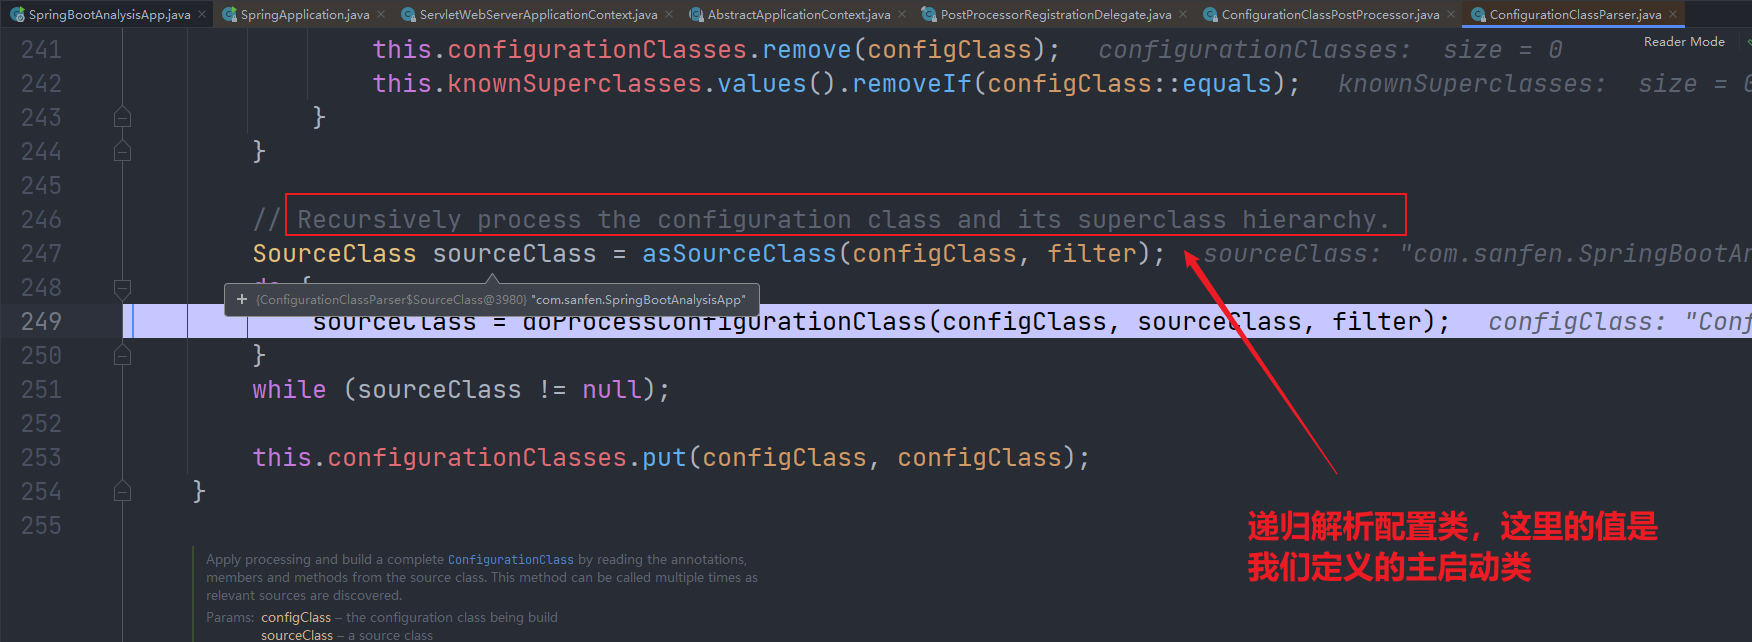 SpringBootAnalysisApp.java SpringApplication.java ServletWebServerApplicationContext.java AbstractApplicationContext.java PostProcessorRegistrationDelegate.java ConfigurationClassPostProcessor.java ConfigurationClassParser.java
Reader Mode
241 this.configurationClasses.remove(configClass); configurationClasses: size = 0
242 this.knownSuperclasses.values().removeIf(configClass::equals); knownSuperclasses: size = 0
243 }
244 }
245
246 // Recursively process the configuration class and its superclass hierarchy.
247 SourceClass sourceClass = asSourceClass(configClass, filter); sourceClass: "com.sanfen.SpringBootAn
248 do {
+ {ConfigurationClassParser$SourceClass@3980} "com.sanfen.SpringBootAnalysisApp"
249 sourceClass = doProcessConfigurationClass(configClass, sourceClass, filter); configClass: "Conf
250 }
251 while (sourceClass != null);
252
253 this.configurationClasses.put(configClass, configClass);
254 }
255
递归解析配置类，这里的值是
我们定义的主启动类
Apply processing and build a complete ConfigurationClass by reading the annotations,
members and methods from the source class. This method can be called multiple times as
relevant sources are discovered.
Params: configClass – the configuration class being build
sourceClass – a source class